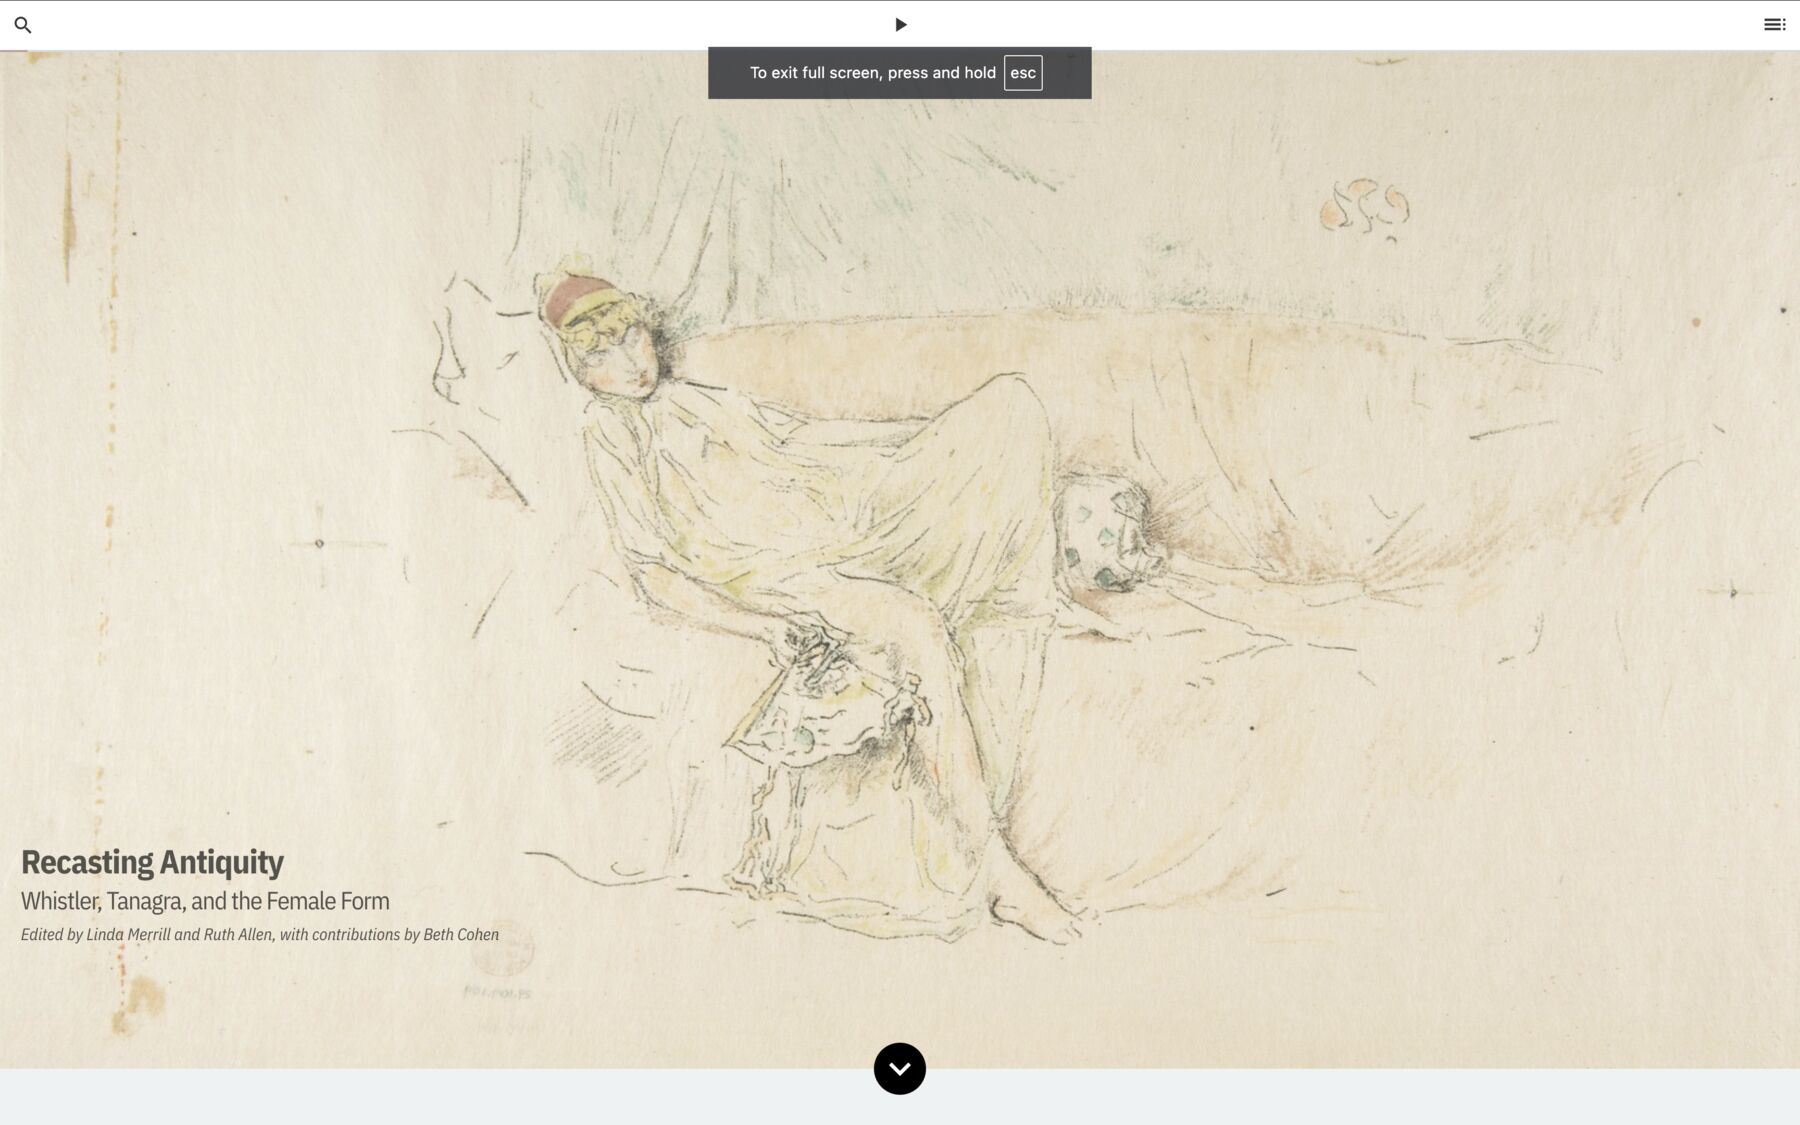 To exit full screen, press and hold esc
Recasting Antiquity
Whistler, Tanagra, and the Female Form
Edited by Linda Merrill and Ruth Allen, with contributions by Beth Cohen